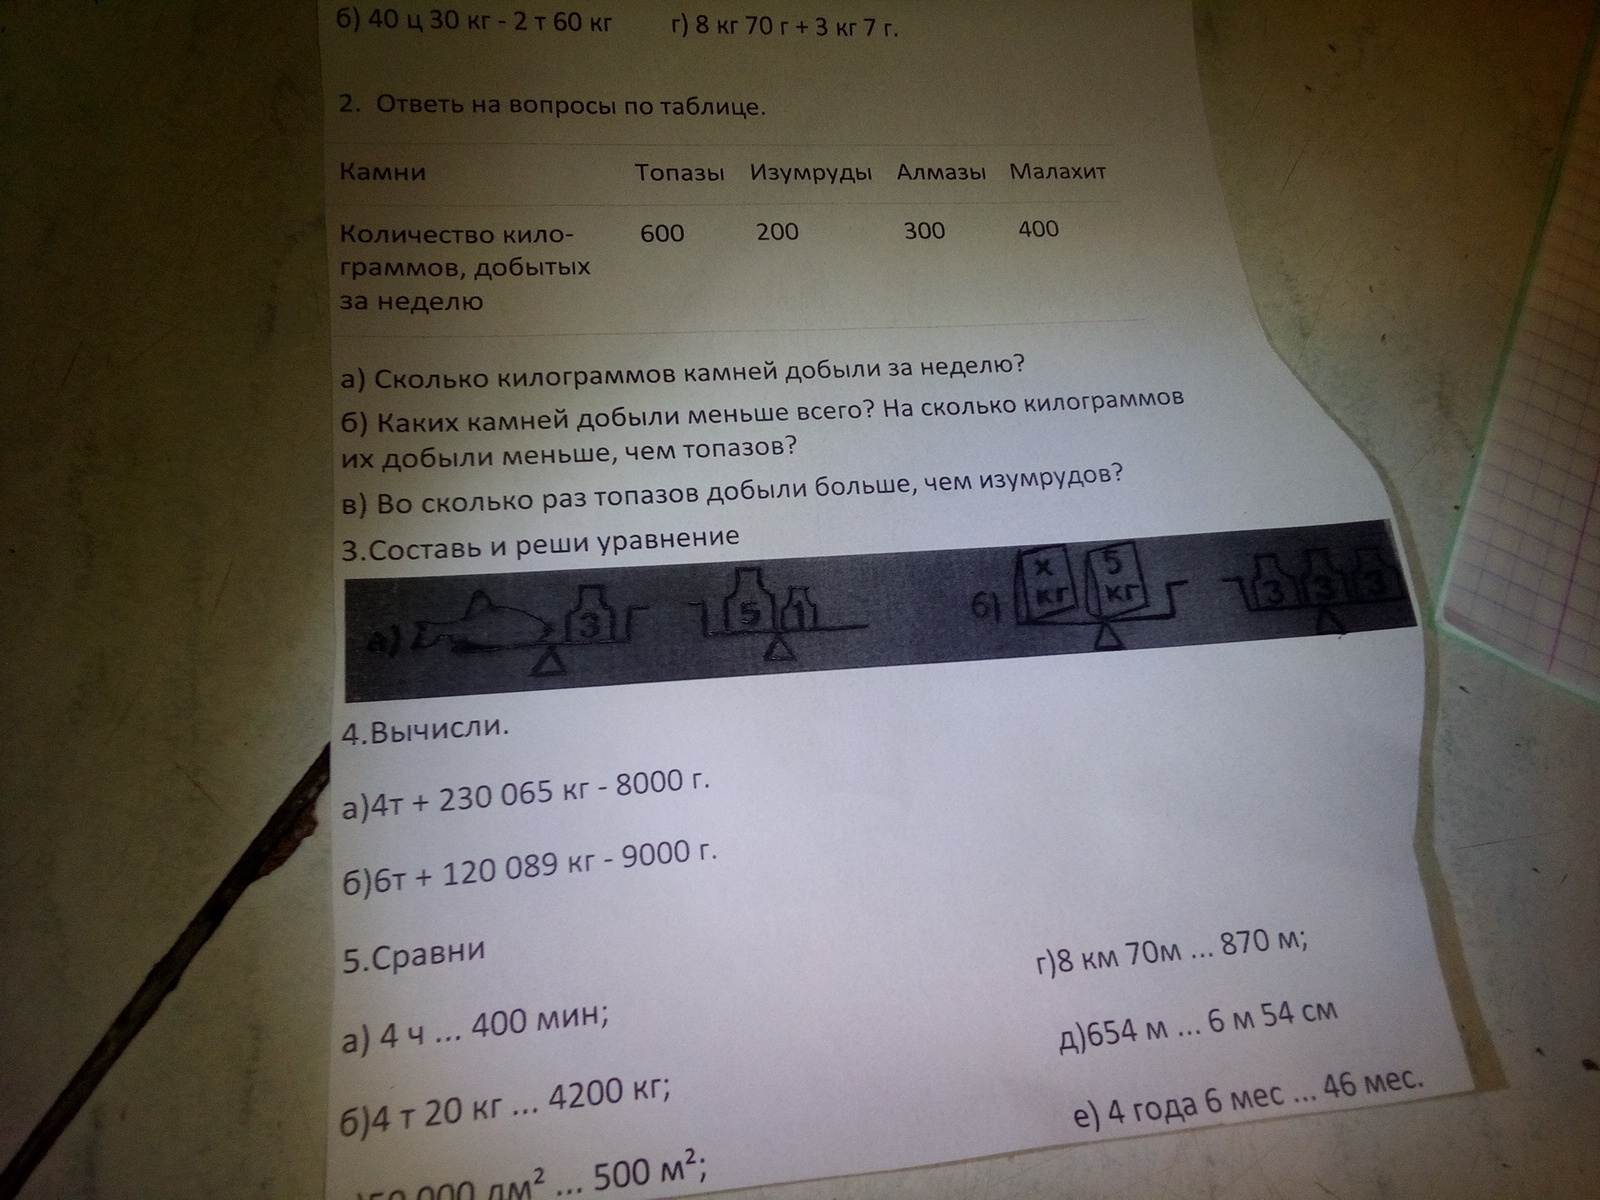 б) 40 ц 30 кг - 2 т 60 кг г) 8 кг 70 г + 3 кг 7 г.
2. Ответь на вопросы по таблице.
Камни Топазы Изумруды Алмазы Малахит
Количество кило- 600 200 300 400
граммов, добытых
за неделю
а) Сколько килограммов камней добыли за неделю?
б) Каких камней добыли меньше всего? На сколько килограммов
их добыли меньше, чем топазов?
в) Во сколько раз топазов добыли больше, чем изумрудов?
3.Составь и реши уравнение
а) 3 5 1 б) х кг 5 кг 3 3 3
4.Вычисли.
а)4т + 230 065 кг - 8000 г.
б)6т + 120 089 кг - 9000 г.
5.Сравни
а) 4 ч ... 400 мин;
б)4 т 20 кг ... 4200 кг;
000 дм² ... 500 м²;
г)8 км 70м ... 870 м;
д)654 м ... 6 м 54 см
е) 4 года 6 мес ... 46 мес.